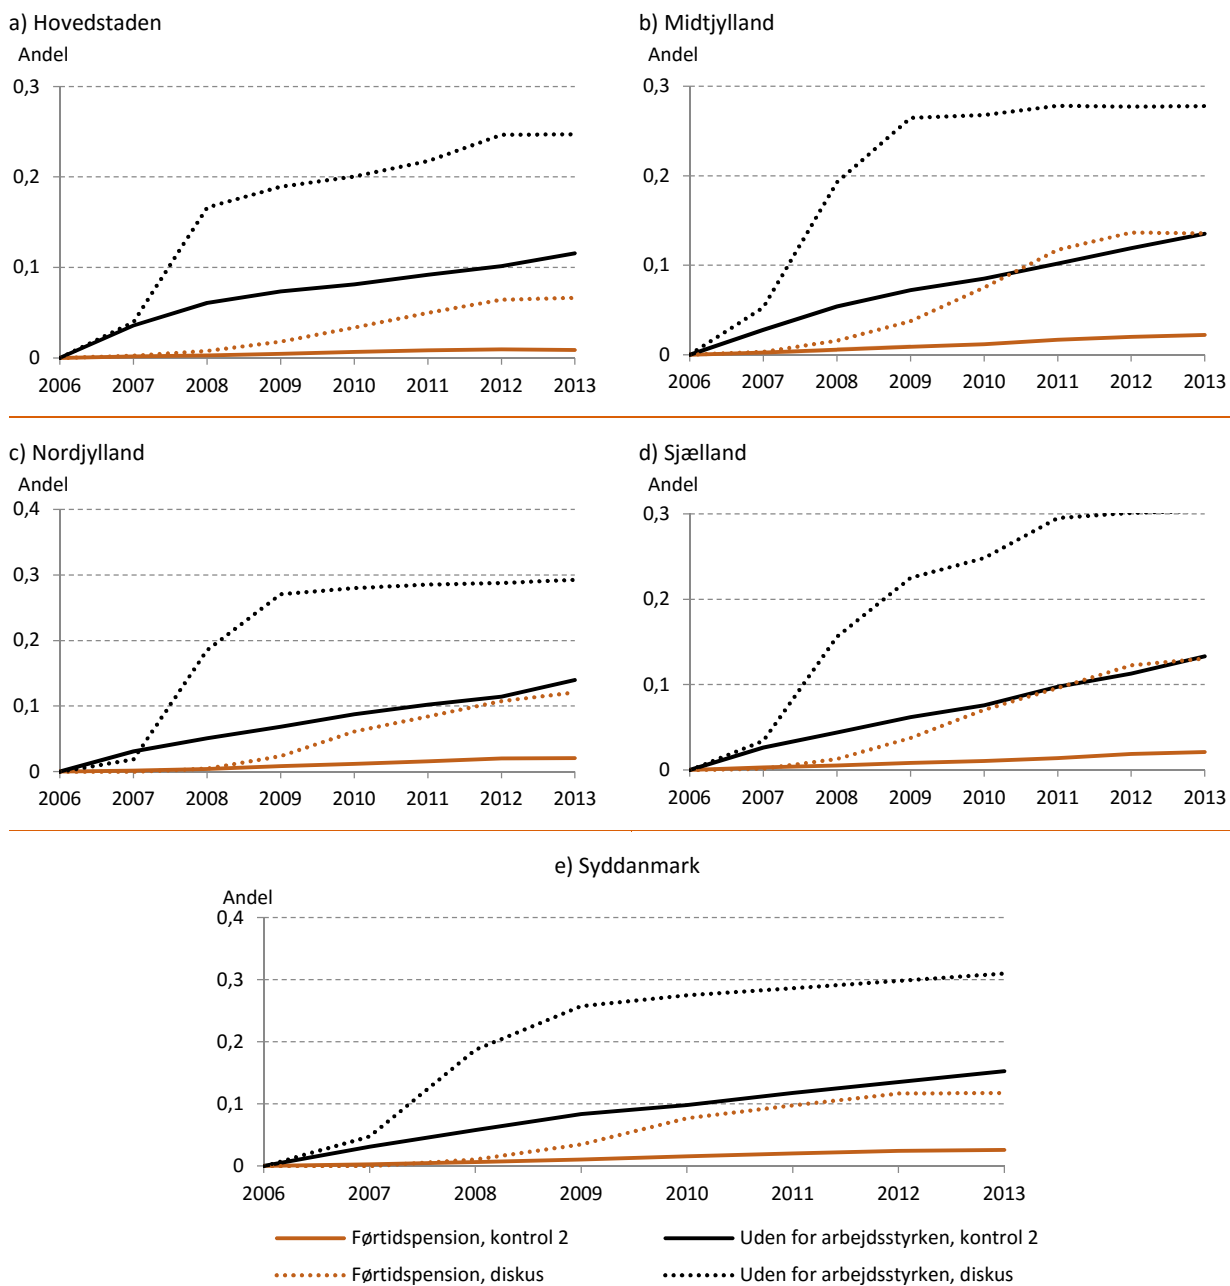 a) Hovedstaden
Andel
0,3
0,2
0,1
0
2006 2007 2008 2009 2010 2011 2012 2013
b) Midtjylland
Andel
0,3
0,2
0,1
0
2006 2007 2008 2009 2010 2011 2012 2013
c) Nordjylland
Andel
0,4
0,3
0,2
0,1
0
2006 2007 2008 2009 2010 2011 2012 2013
d) Sjælland
Andel
0,3
0,2
0,1
0
2006 2007 2008 2009 2010 2011 2012 2013
e) Syddanmark
Andel
0,4
0,3
0,2
0,1
0
2006 2007 2008 2009 2010 2011 2012 2013
Førtidspension, kontrol 2
Uden for arbejdsstyrken, kontrol 2
Førtidspension, diskus
Uden for arbejdsstyrken, diskus